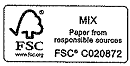 MIX
Paper from
responsible sources
FSC® C020872
FSC
www.fsc.org